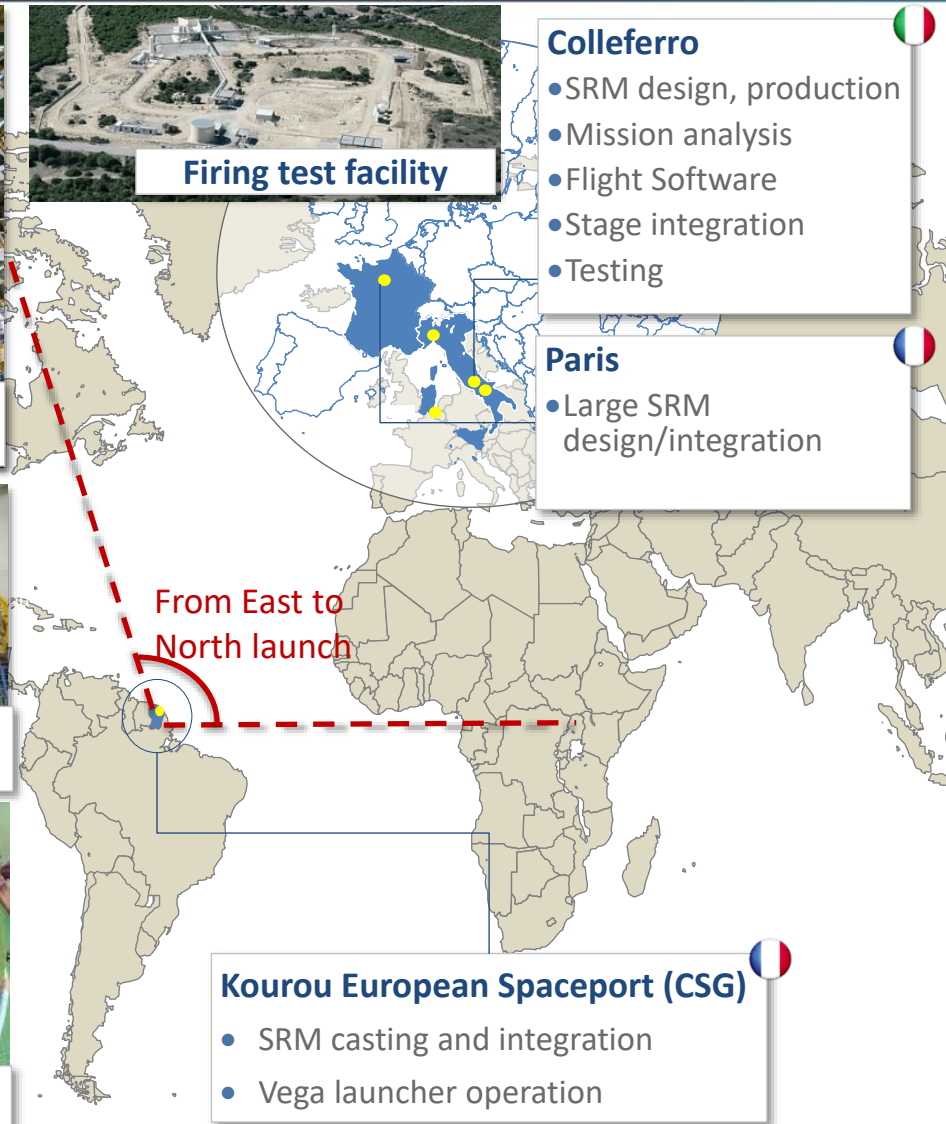 Firing test facility
Colleferro
•SRM design, production
•Mission analysis
•Flight Software
•Stage integration
•Testing
Paris
•Large SRM
design/integration
From East to
North launch
Kourou European Spaceport (CSG)
• SRM casting and integration
• Vega launcher operation